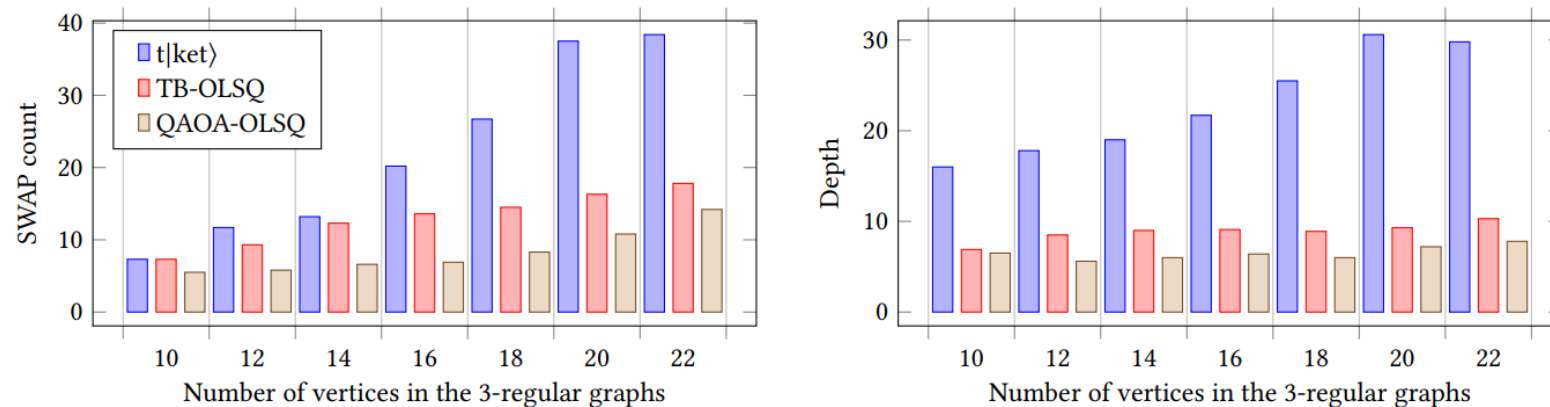 40
30
20
10
0
SWAP count
t|ket⟩
TB-OLSQ
QAOA-OLSQ
10 12 14 16 18 20 22
Number of vertices in the 3-regular graphs
30
20
10
0
Depth
10 12 14 16 18 20 22
Number of vertices in the 3-regular graphs